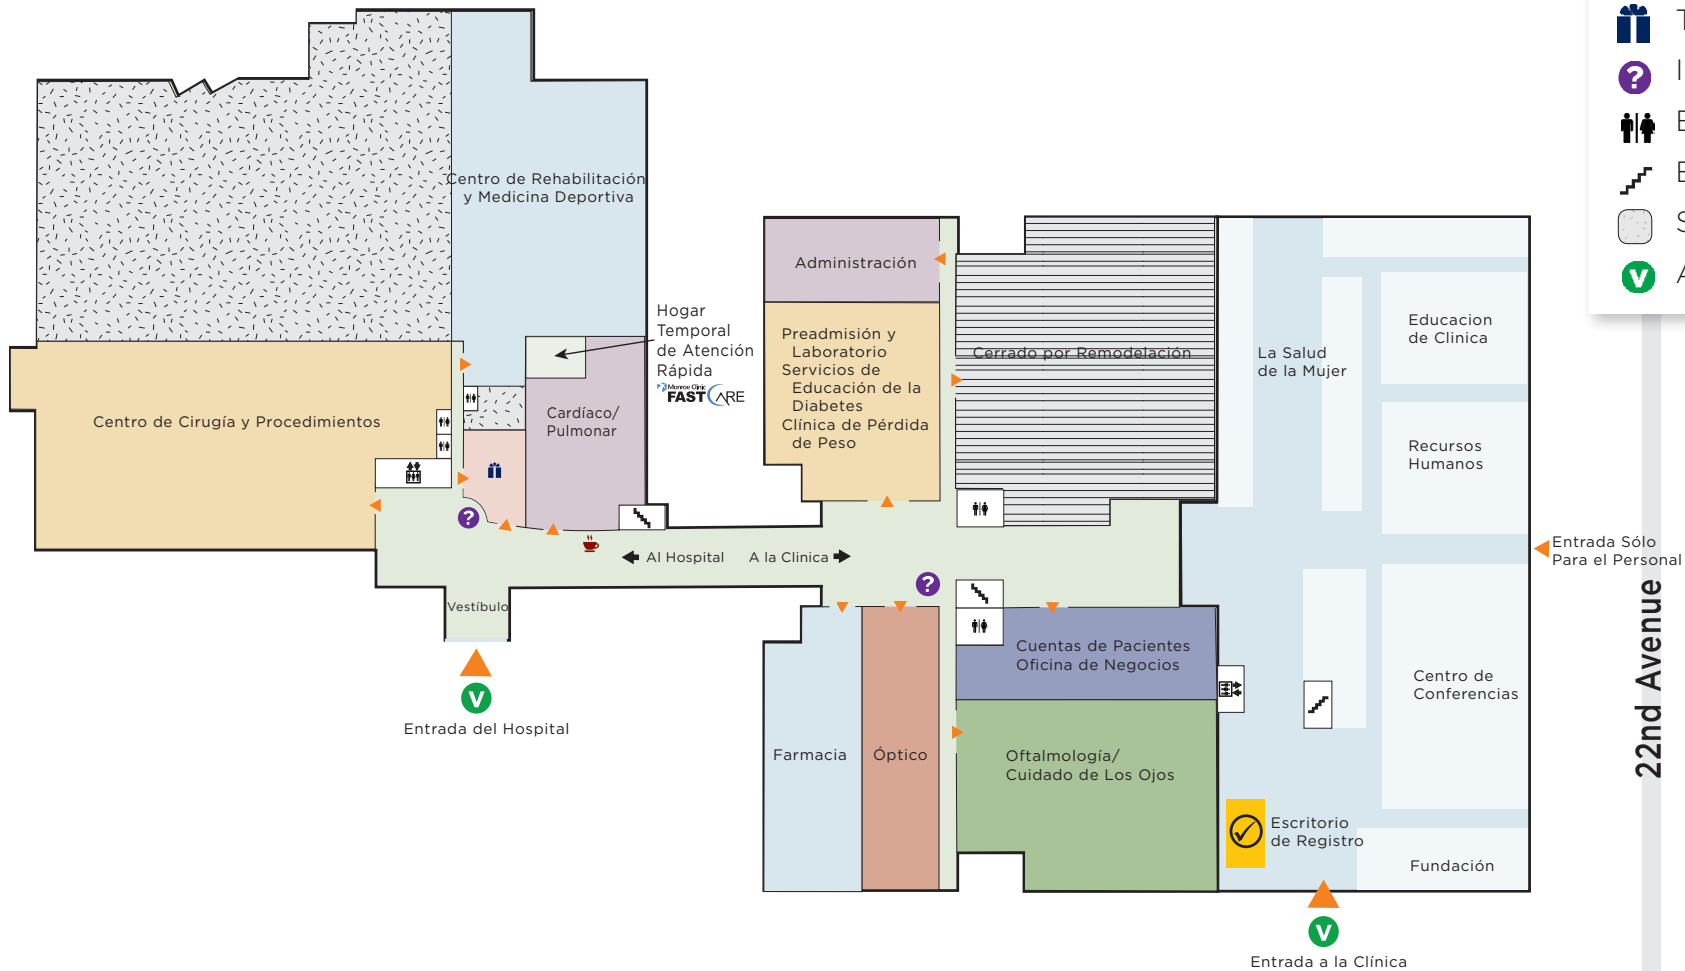 Centro de Rehabilitación
y Medicina Deportiva
Hogar
Temporal
de Atención
Rápida
Monroe Clinic
FAST CARE
Cardíaco/
Pulmonar
Centro de Cirugía y Procedimientos
?
Al Hospital
A la Clinica
Vestíbulo
V
Entrada del Hospital
Administración
Preadmisión y
Laboratorio
Servicios de
Educación de la
Diabetes
Clínica de Pérdida
de Peso
Cerrado por Remodelación
La Salud
de la Mujer
Educacion
de Clinica
Recursos
Humanos
Entrada Sólo
Para el Personal
?
Cuentas de Pacientes
Oficina de Negocios
Centro de
Conferencias
Farmacia
Óptico
Oftalmología/
Cuidado de Los Ojos
Escritorio
de Registro
Fundación
V
Entrada a la Clínica
22nd Avenue
?
V